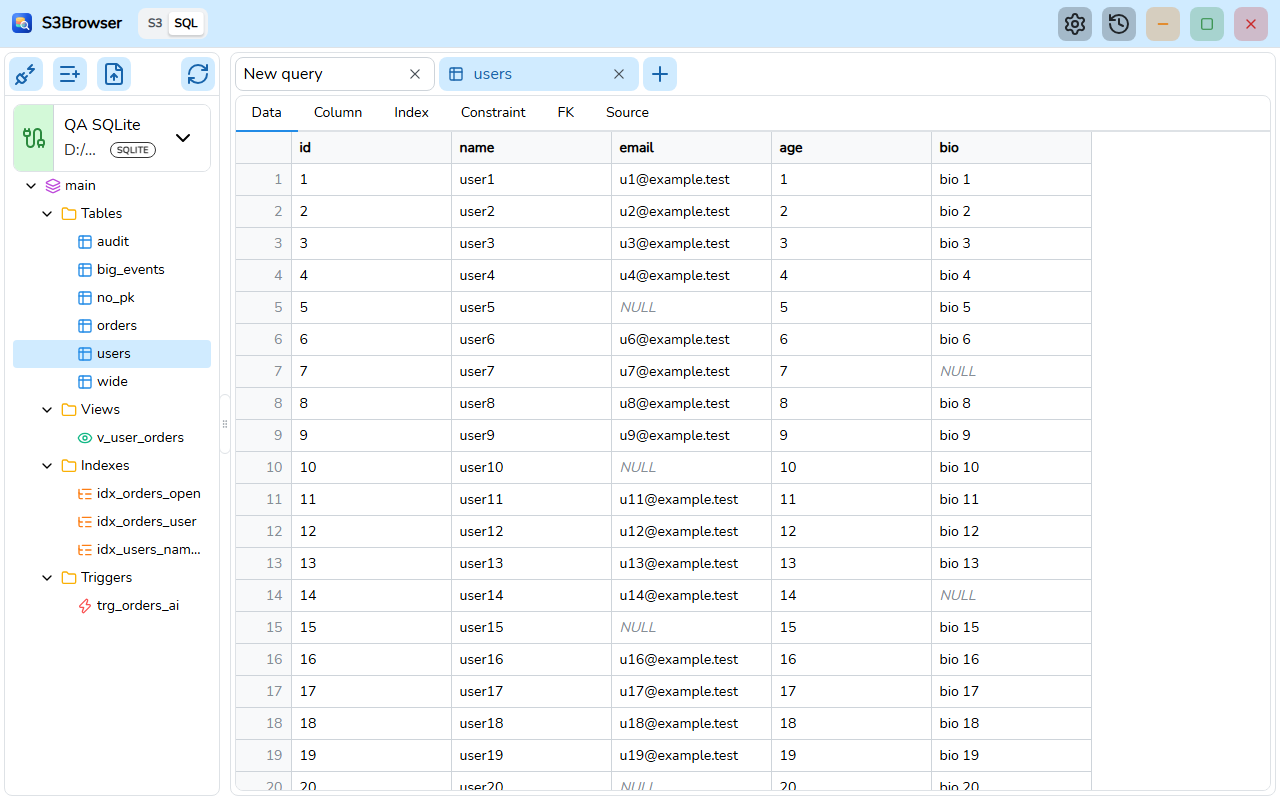 S3Browser S3 SQL
New query users
QA SQLite
D:/... SQLITE
main
Tables
audit
big_events
no_pk
orders
users
wide
Views
v_user_orders
Indexes
idx_orders_open
idx_orders_user
idx_users_nam...
Triggers
trg_orders_ai
Data Column Index Constraint FK Source
id name email age bio
1 1 user1 u1@example.test 1 bio 1
2 2 user2 u2@example.test 2 bio 2
3 3 user3 u3@example.test 3 bio 3
4 4 user4 u4@example.test 4 bio 4
5 5 user5 NULL 5 bio 5
6 6 user6 u6@example.test 6 bio 6
7 7 user7 u7@example.test 7 NULL
8 8 user8 u8@example.test 8 bio 8
9 9 user9 u9@example.test 9 bio 9
10 10 user10 NULL 10 bio 10
11 11 user11 u11@example.test 11 bio 11
12 12 user12 u12@example.test 12 bio 12
13 13 user13 u13@example.test 13 bio 13
14 14 user14 u14@example.test 14 NULL
15 15 user15 NULL 15 bio 15
16 16 user16 u16@example.test 16 bio 16
17 17 user17 u17@example.test 17 bio 17
18 18 user18 u18@example.test 18 bio 18
19 19 user19 u19@example.test 19 bio 19
20 20 user20 NULL 20 bio 20